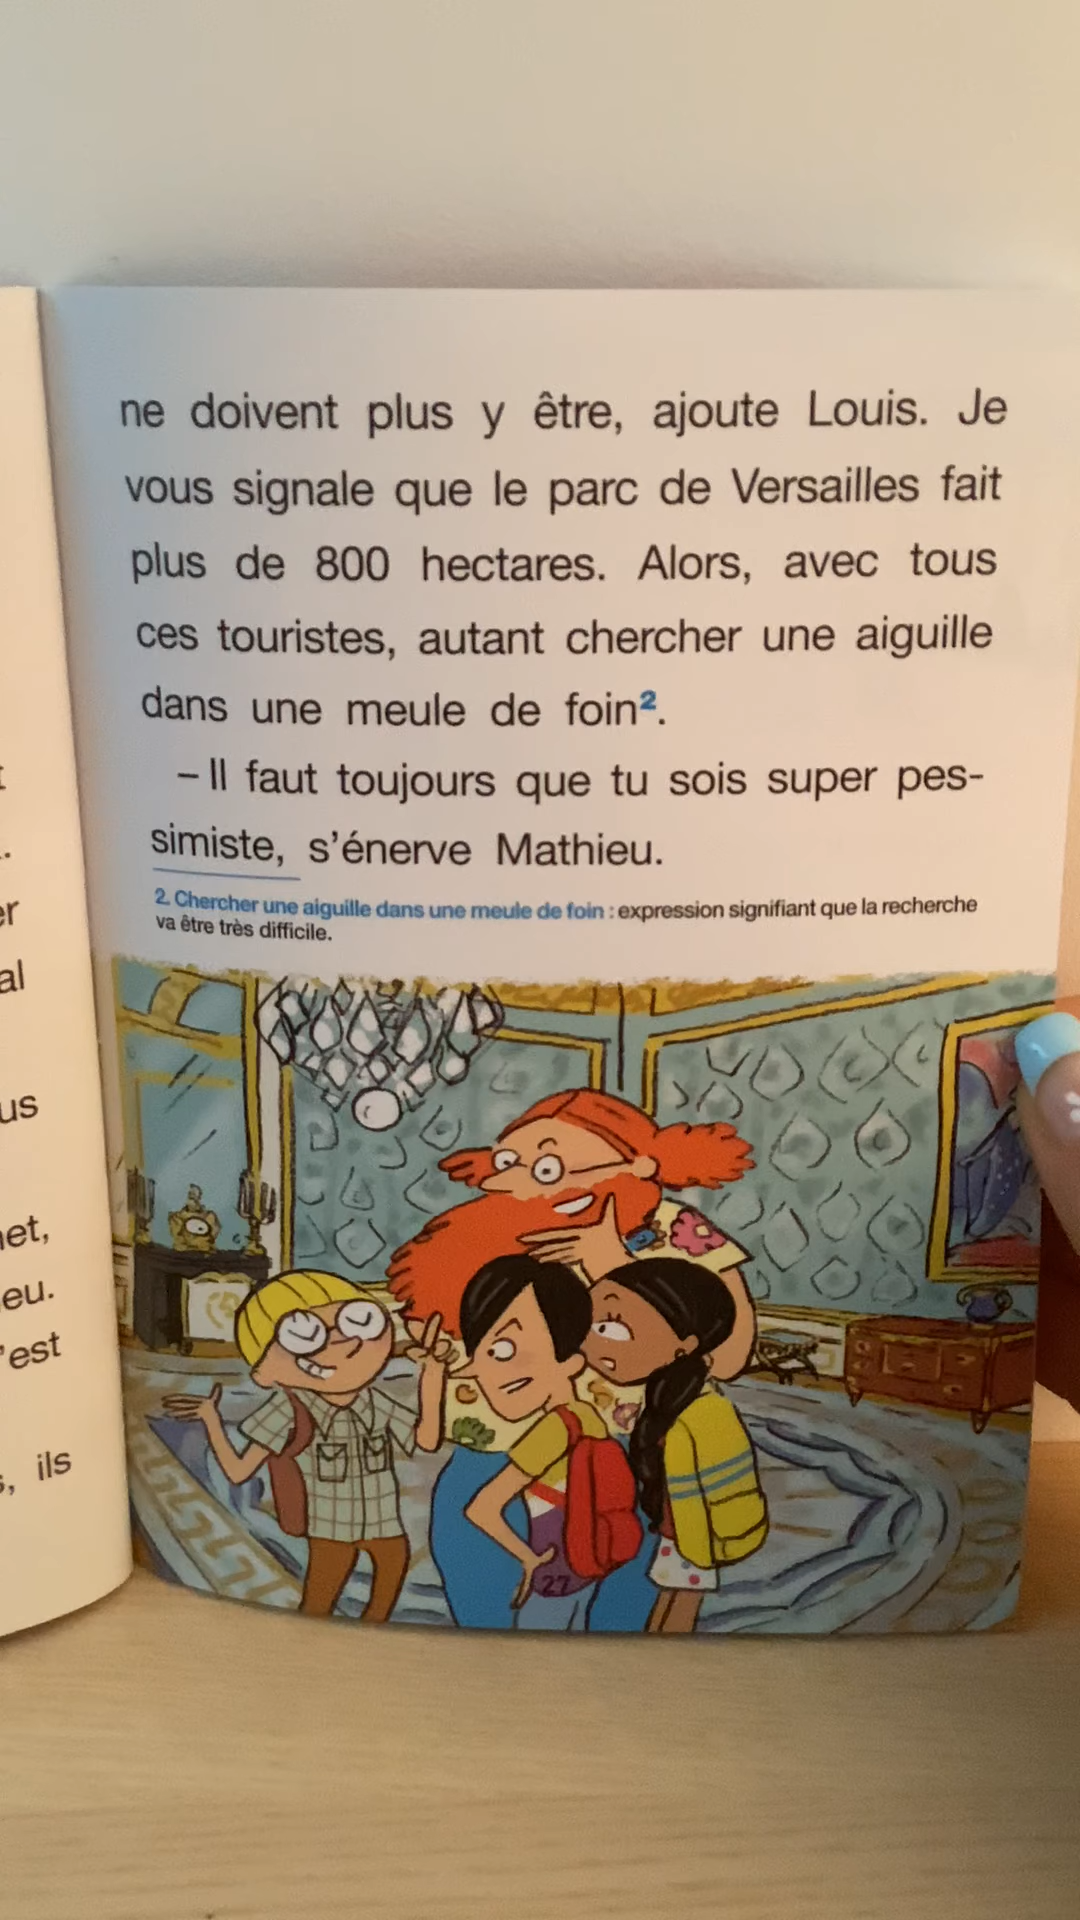 ne doivent plus y être, ajoute Louis. Je
vous signale que le parc de Versailles fait
plus de 800 hectares. Alors, avec tous
ces touristes, autant chercher une aiguille
dans une meule de foin².
– Il faut toujours que tu sois super pes-
simiste, s'énerve Mathieu.
2. Chercher une aiguille dans une meule de foin : expression signifiant que la recherche
va être très difficile.
27
us
'est
, ils